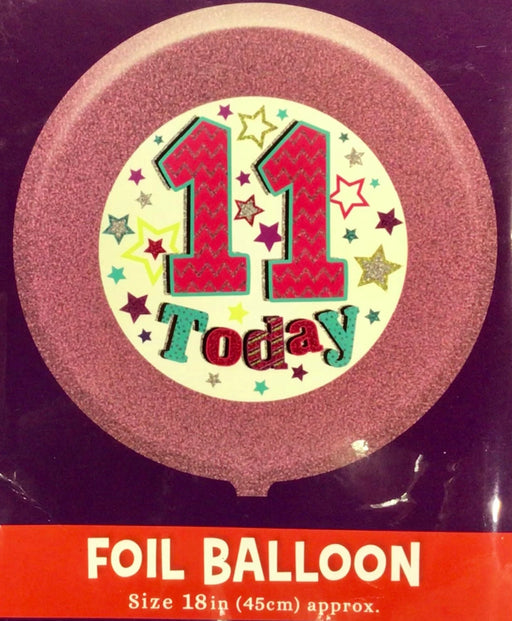 11
Today
FOIL BALLOON
Size 18in (45cm) approx.